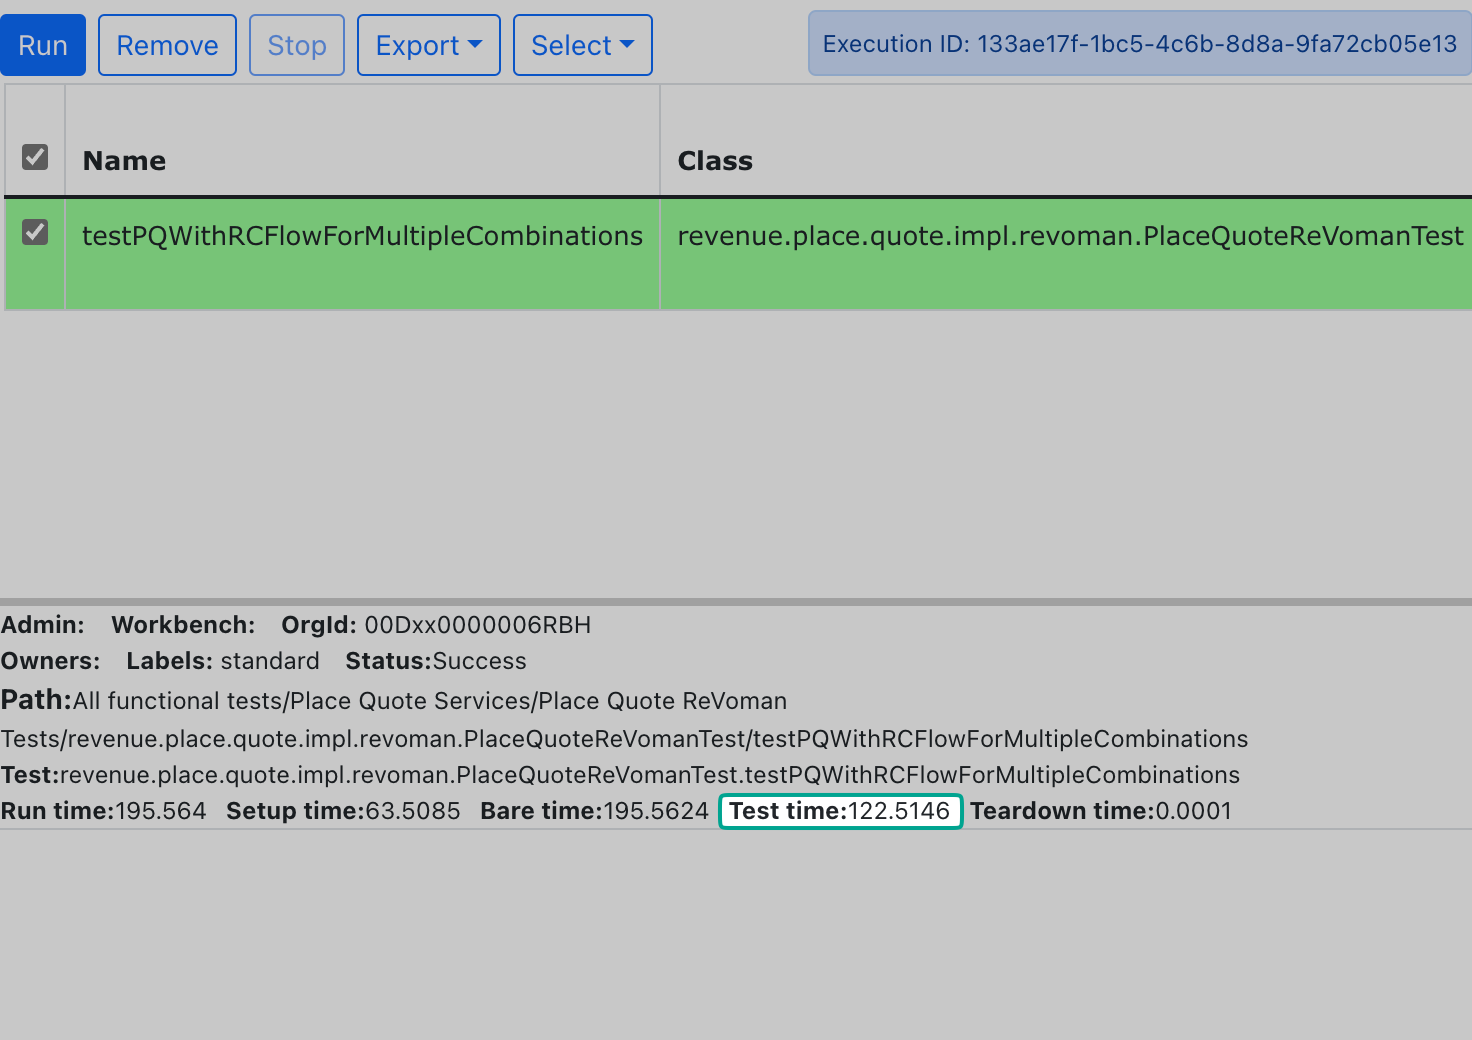 Run Remove Stop Export Select Execution ID: 133ae17f-1bc5-4c6b-8d8a-9fa72cb05e13
Name Class
testPQWithRCFlowForMultipleCombinations revenue.place.quote.impl.revoman.PlaceQuoteReVomanTest
Admin: Workbench: OrgId: 00Dxx0000006RBH
Owners: Labels: standard Status:Success
Path:All functional tests/Place Quote Services/Place Quote ReVoman
Tests/revenue.place.quote.impl.revoman.PlaceQuoteReVomanTest/testPQWithRCFlowForMultipleCombinations
Test:revenue.place.quote.impl.revoman.PlaceQuoteReVomanTest.testPQWithRCFlowForMultipleCombinations
Run time:195.564 Setup time:63.5085 Bare time:195.5624 Test time:122.5146 Teardown time:0.0001